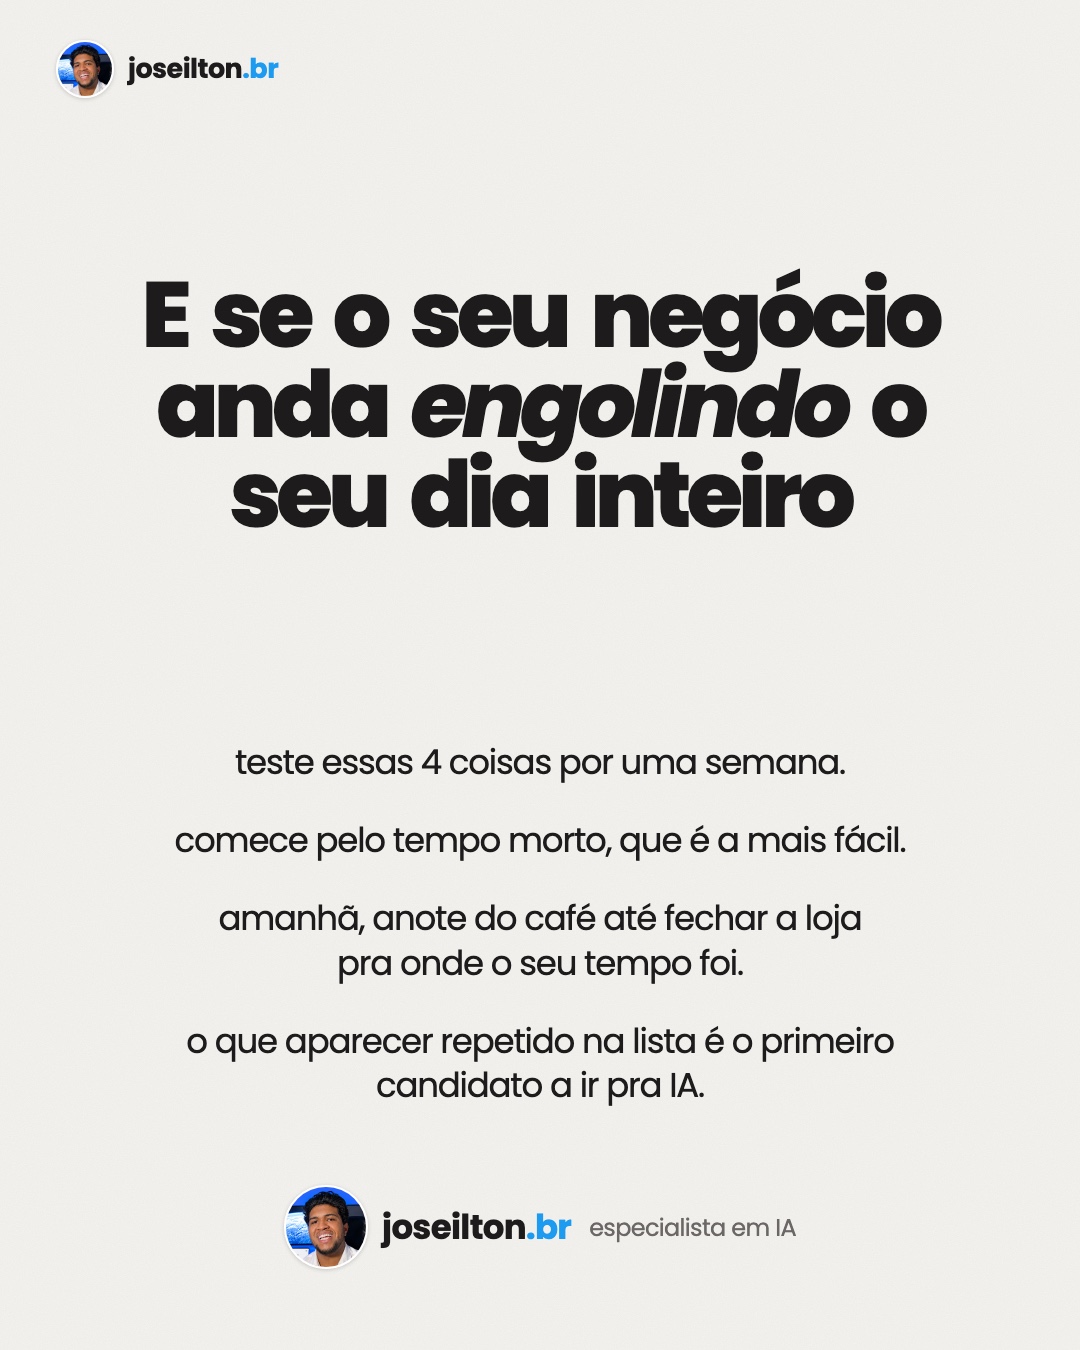 joseilton.br
E se o seu negócio
anda engolindo o
seu dia inteiro
teste essas 4 coisas por uma semana.
comece pelo tempo morto, que é a mais fácil.
amanhã, anote do café até fechar a loja
pra onde o seu tempo foi.
o que aparecer repetido na lista é o primeiro
candidato a ir pra IA.
joseilton.br especialista em IA